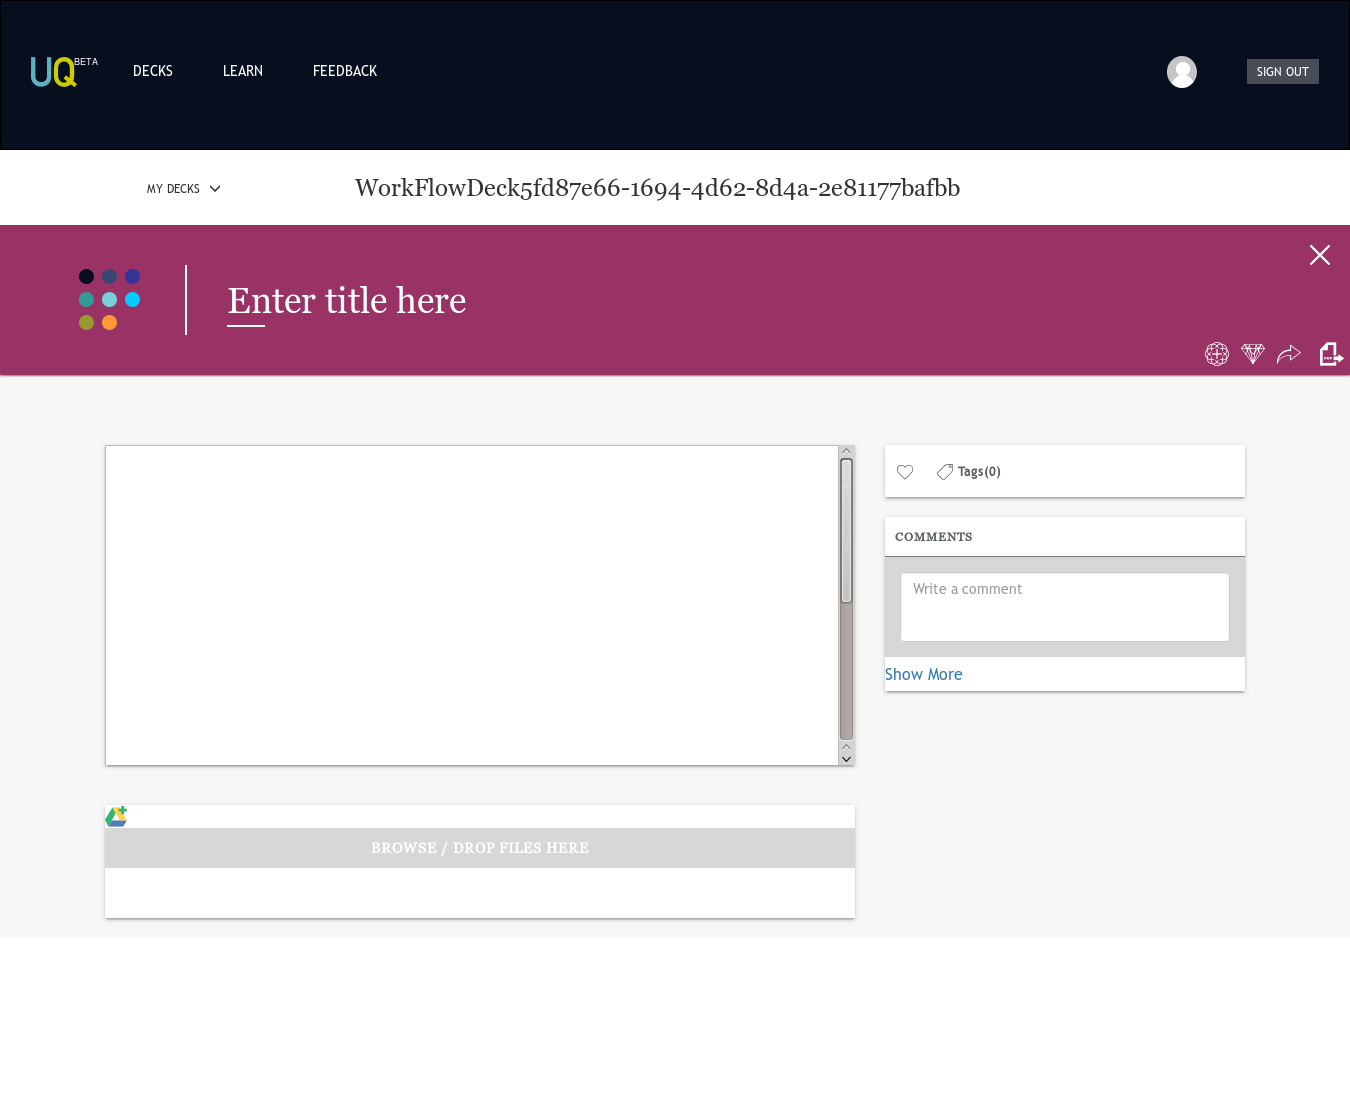 UQ BETA DECKS LEARN FEEDBACK SIGN OUT
MY DECKS WorkFlowDeck5fd87e66-1694-4d62-8d4a-2e81177bafbb
Enter title here
PDF
Tags(0)
COMMENTS
Write a comment
Show More
BROWSE / DROP FILES HERE